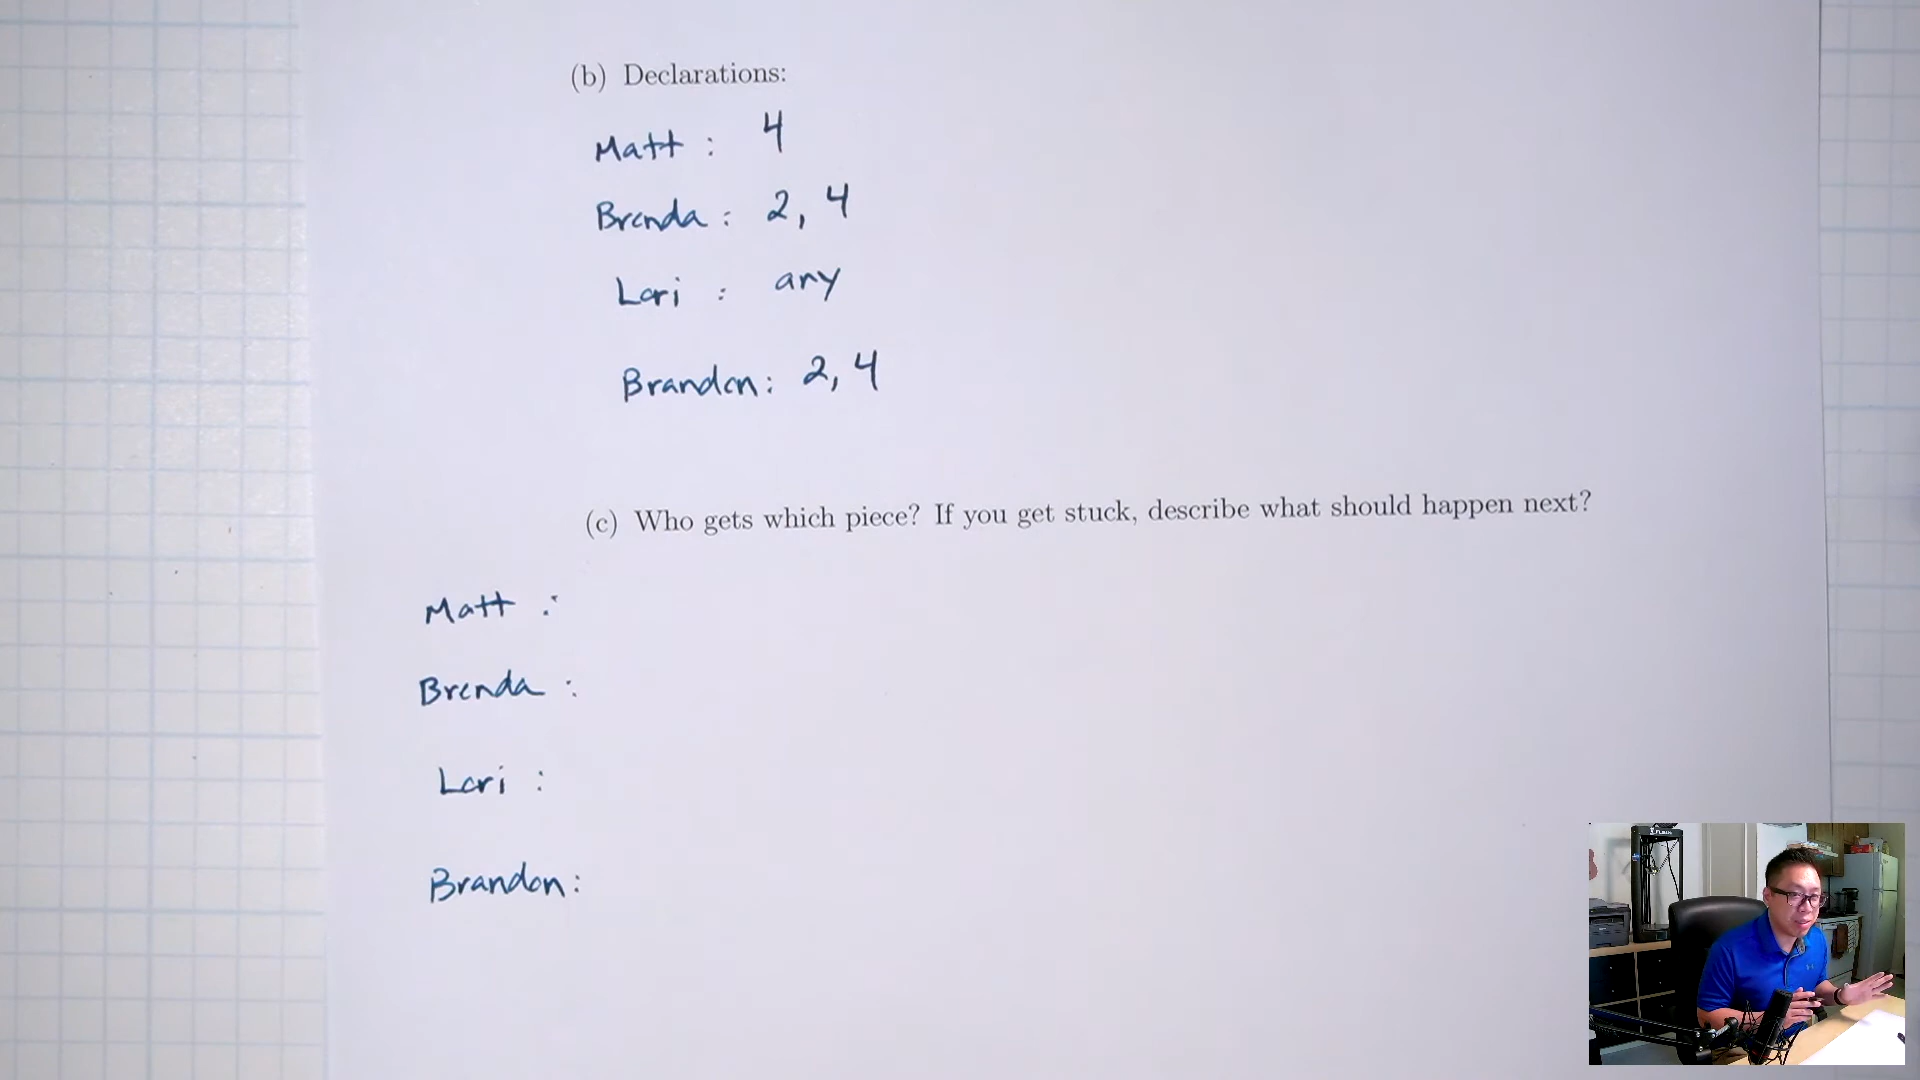 (b) Declarations:
Matt : 4
Brenda : 2, 4
Lori : any
Brandon : 2, 4
(c) Who gets which piece? If you get stuck, describe what should happen next?
Matt :
Brenda :
Lori :
Brandon :